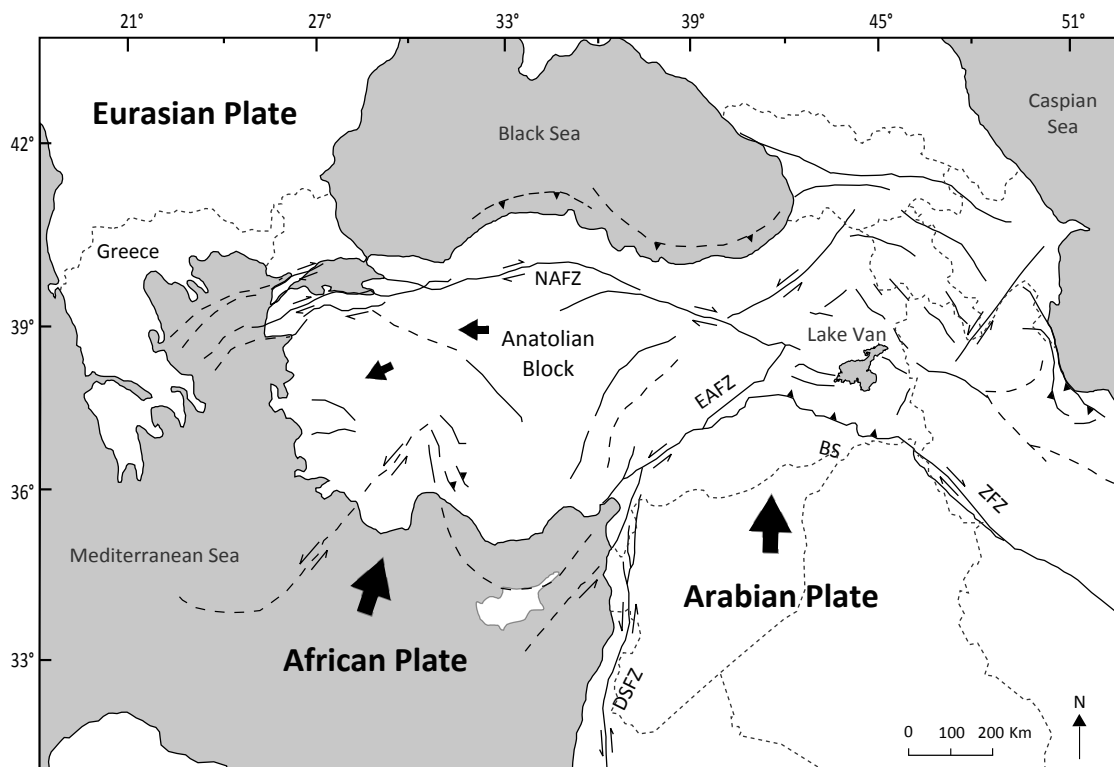 21° 27° 33° 39° 45° 51°
Eurasian Plate
Black Sea
Caspian
Sea
42°
Greece
NAFZ
39°
Anatolian
Block
Lake Van
EAFZ
BS
36°
ZFZ
Mediterranean Sea
Arabian Plate
African Plate
33°
DSFZ
N
0 100 200 Km